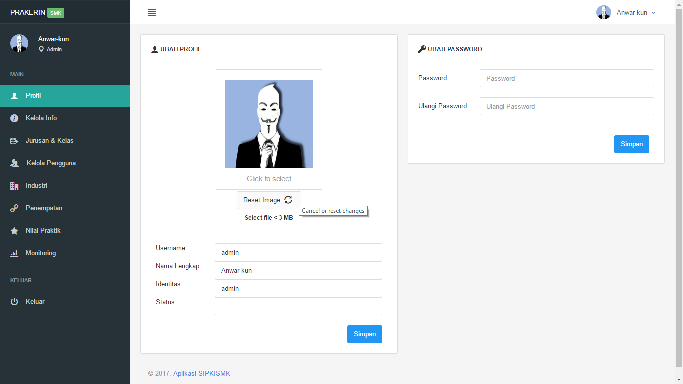 PRAKERIN SMK
Anwar kun
Anwar-kun
Admin
MAIN
Profil
Kelola Info
Jurusan & Kelas
Kelola Pengguna
Industri
Penempatan
Nilai Praktik
Monitoring
KELUAR
Keluar
UBAH PROFIL
Click to select
Reset Image
Cancel or reset changes
Select file < 3 MB
Username
admin
Nama Lengkap
Anwar kun
Identitas
admin
Status
Simpan
UBAH PASSWORD
Password
Password
Ulangi Password
Ulangi Password
Simpan
© 2017. Aplikasi SIPKISMK